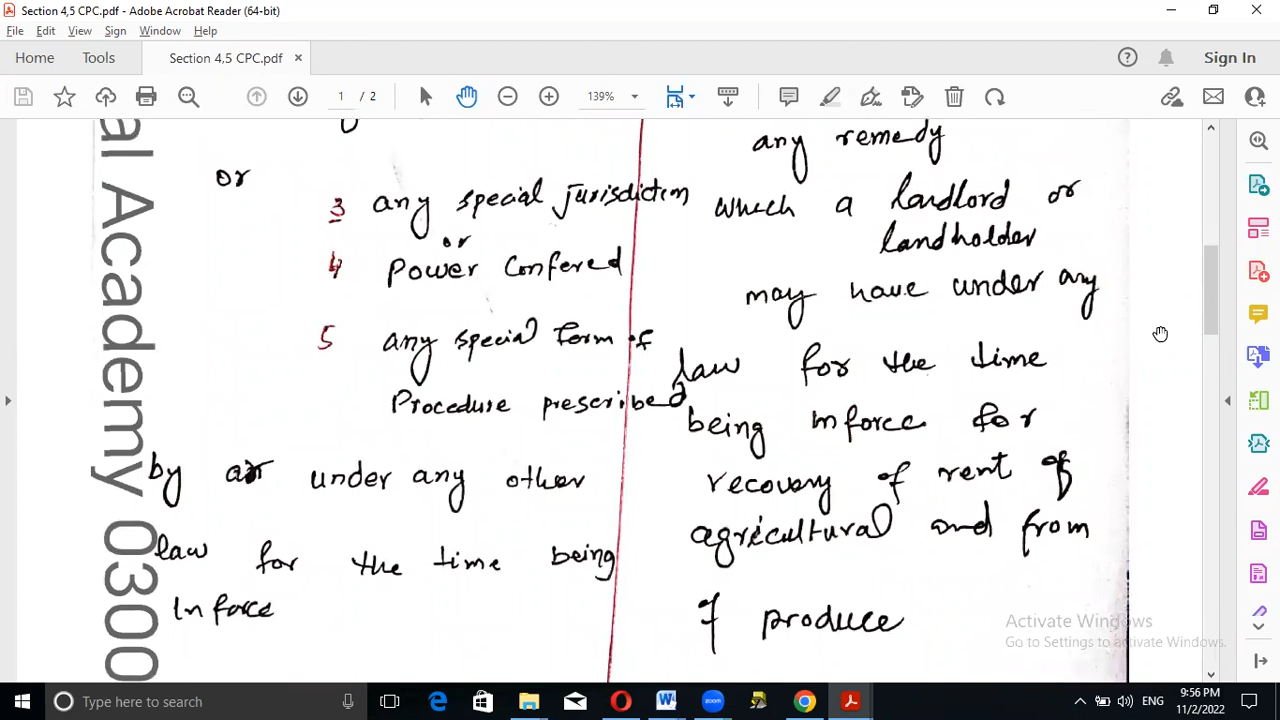 Section 4,5 CPC.pdf - Adobe Acrobat Reader (64-bit)
File Edit View Sign Window Help
Home Tools Section 4,5 CPC.pdf × Sign In
1 / 2 139%
al Academy 0300
or
3 any special jurisdiction
or
4 Power Confered
5 any special form of
Procedure prescribed
by or under any other
law for the time being
In force
any remedy
which a landlord or
landholder
may have under any
law for the time
being inforce for
recovery of rent of
agricultural and from
of produce
Activate Windows
Go to Settings to activate Windows.
Type here to search
ENG
9:56 PM
11/2/2022